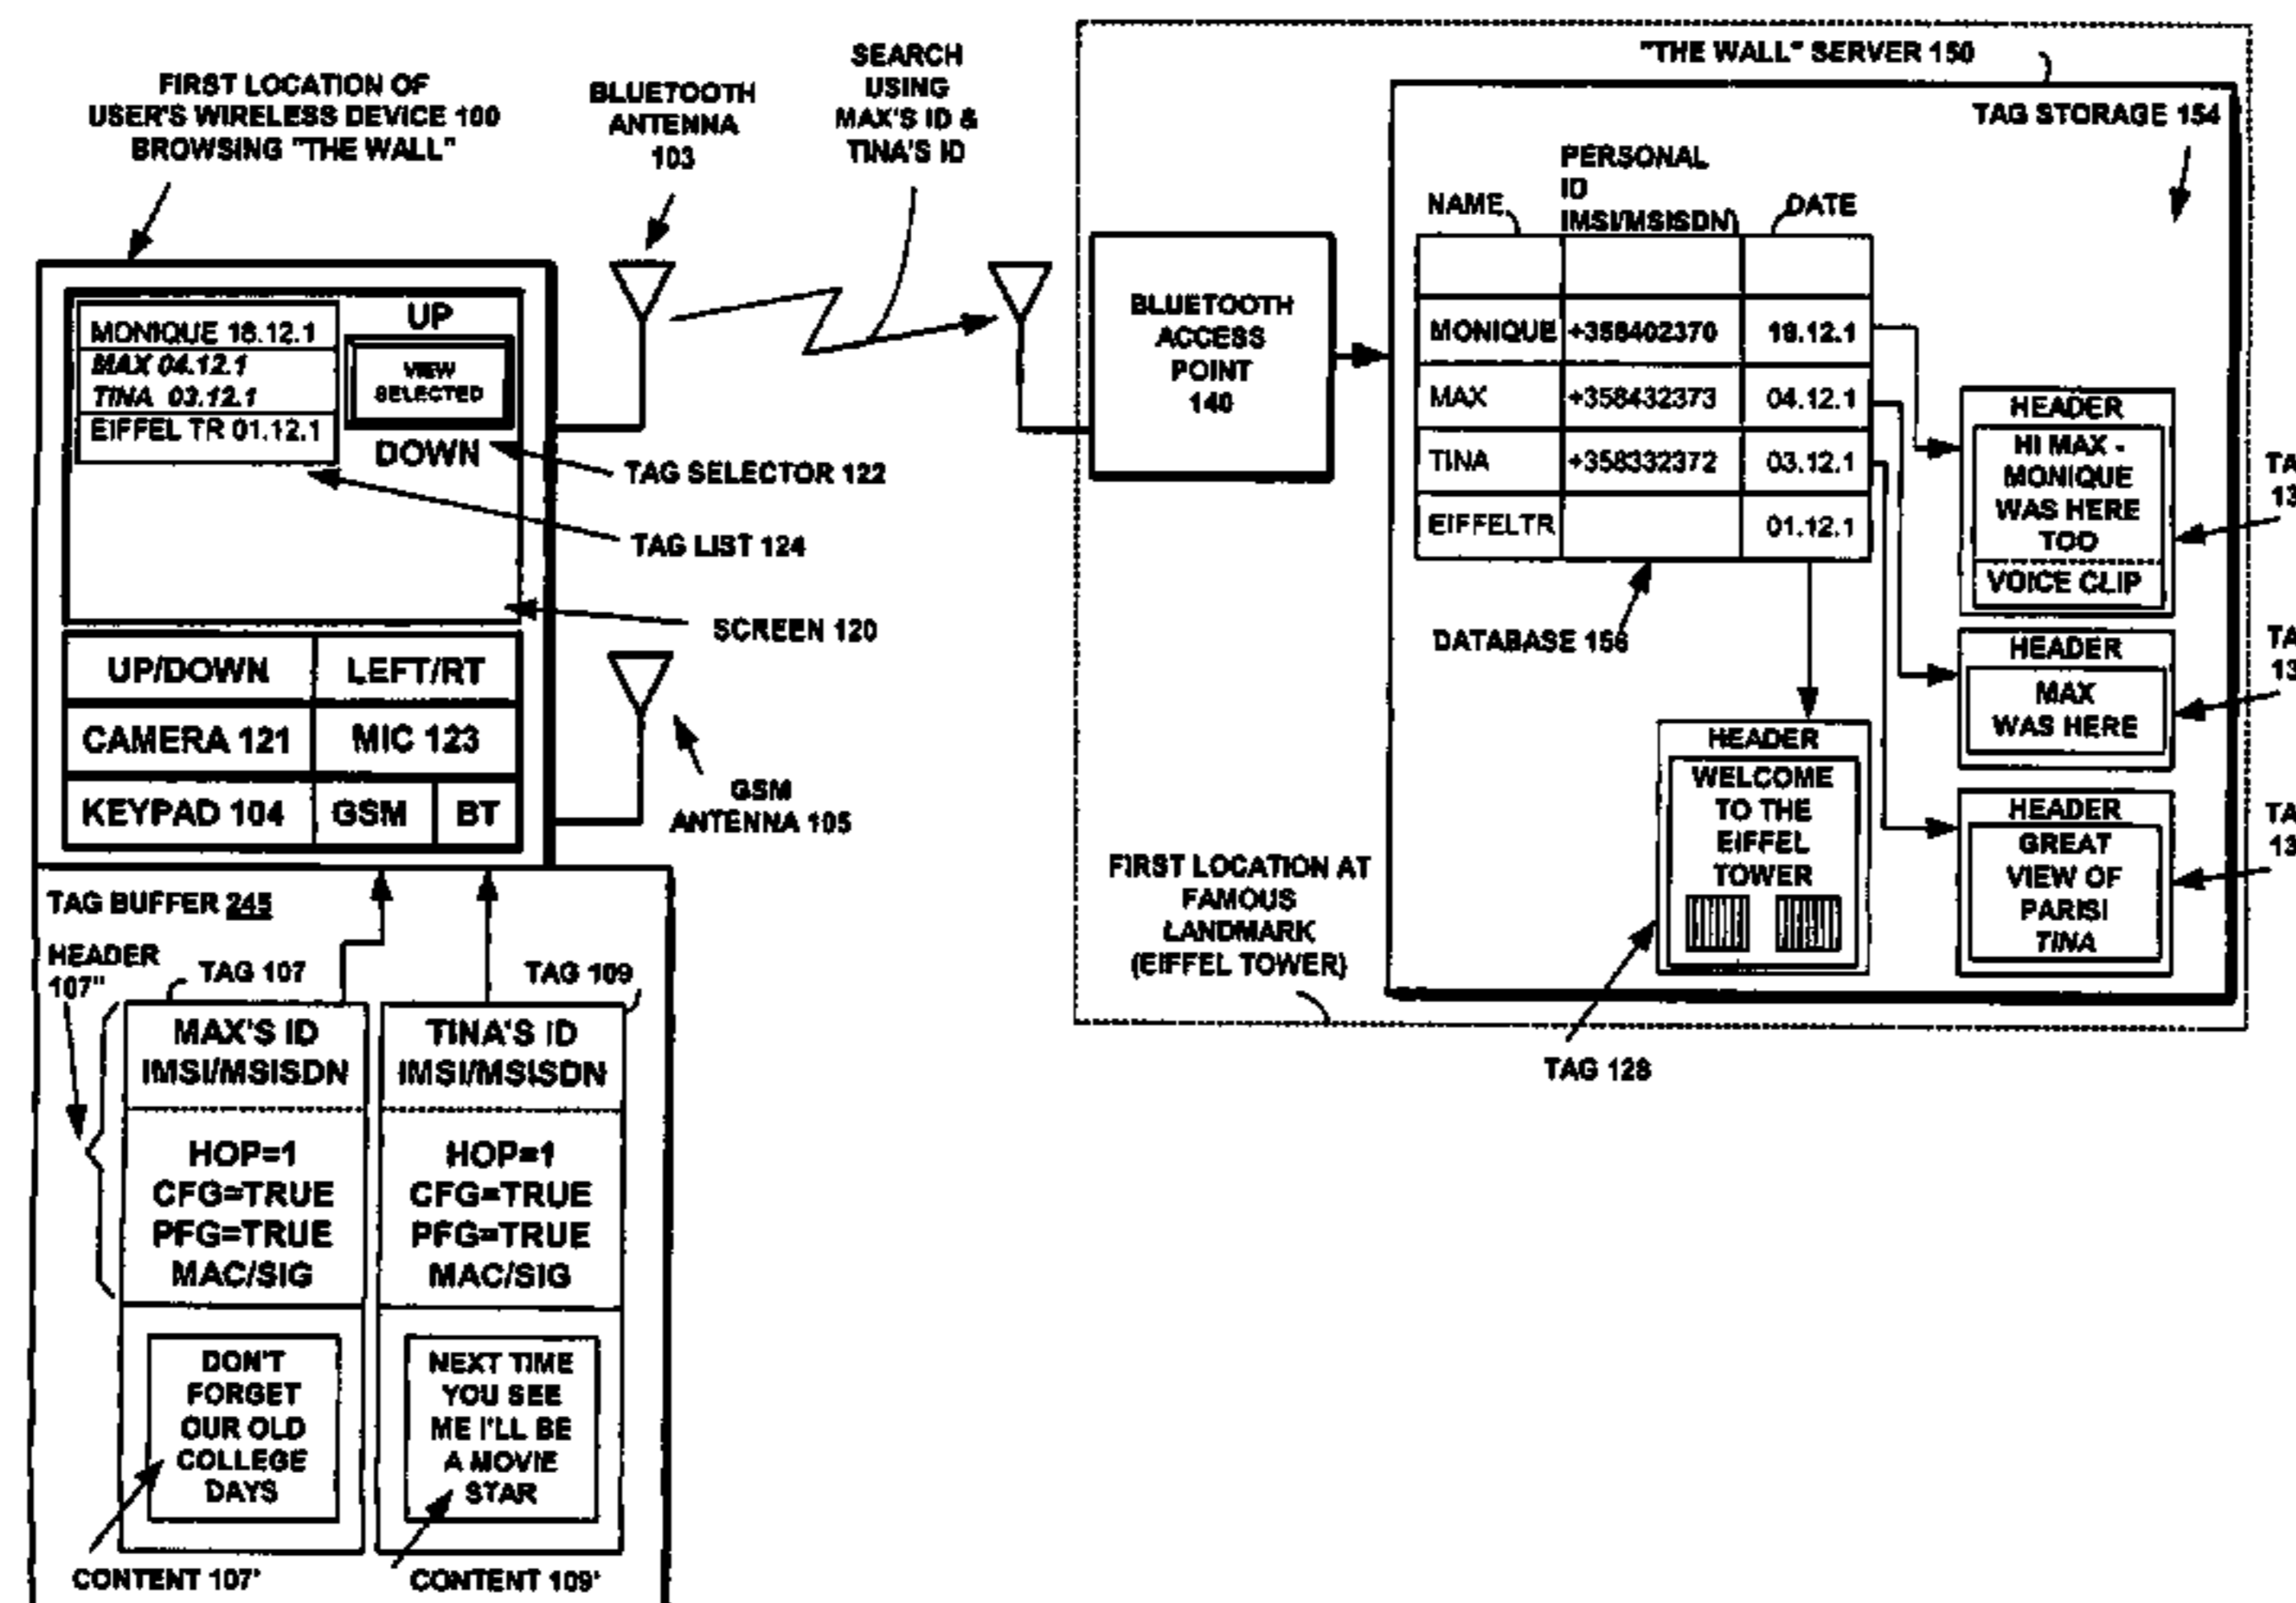 FIRST LOCATION OF
USER'S WIRELESS DEVICE 100
BROWSING "THE WALL"
BLUETOOTH
ANTENNA
103
SEARCH
USING
MAX'S ID &
TINA'S ID
"THE WALL" SERVER 150
TAG STORAGE 154
MONIQUE 18.12.1
MAX 04.12.1
TINA 03.12.1
EIFFEL TR 01.12.1
UP
VIEW
SELECTED
DOWN
TAG SELECTOR 122
TAG LIST 124
SCREEN 120
UP/DOWN LEFT/RT
CAMERA 121 MIC 123
KEYPAD 104 GSM BT
GSM
ANTENNA 105
BLUETOOTH
ACCESS
POINT
140
NAME
PERSONAL
ID
IMSI/MSISDN)
DATE
MONIQUE +358402370 18.12.1
MAX +358432373 04.12.1
TINA +358332372 03.12.1
EIFFELTR 01.12.1
DATABASE 156
HEADER
HI MAX -
MONIQUE
WAS HERE
TOO
VOICE CLIP
TA
13
HEADER
MAX
WAS HERE
TA
13
HEADER
GREAT
VIEW OF
PARIS!
TINA
TA
13
HEADER
WELCOME
TO THE
EIFFEL
TOWER
TAG 128
FIRST LOCATION AT
FAMOUS
LANDMARK
(EIFFEL TOWER)
TAG BUFFER 245
HEADER
107"
TAG 107
TAG 109
MAX'S ID
IMSI/MSISDN
HOP=1
CFG=TRUE
PFG=TRUE
MAC/SIG
DON'T
FORGET
OUR OLD
COLLEGE
DAYS
CONTENT 107'
TINA'S ID
IMSI/MSISDN
HOP=1
CFG=TRUE
PFG=TRUE
MAC/SIG
NEXT TIME
YOU SEE
ME I'LL BE
A MOVIE
STAR
CONTENT 109'